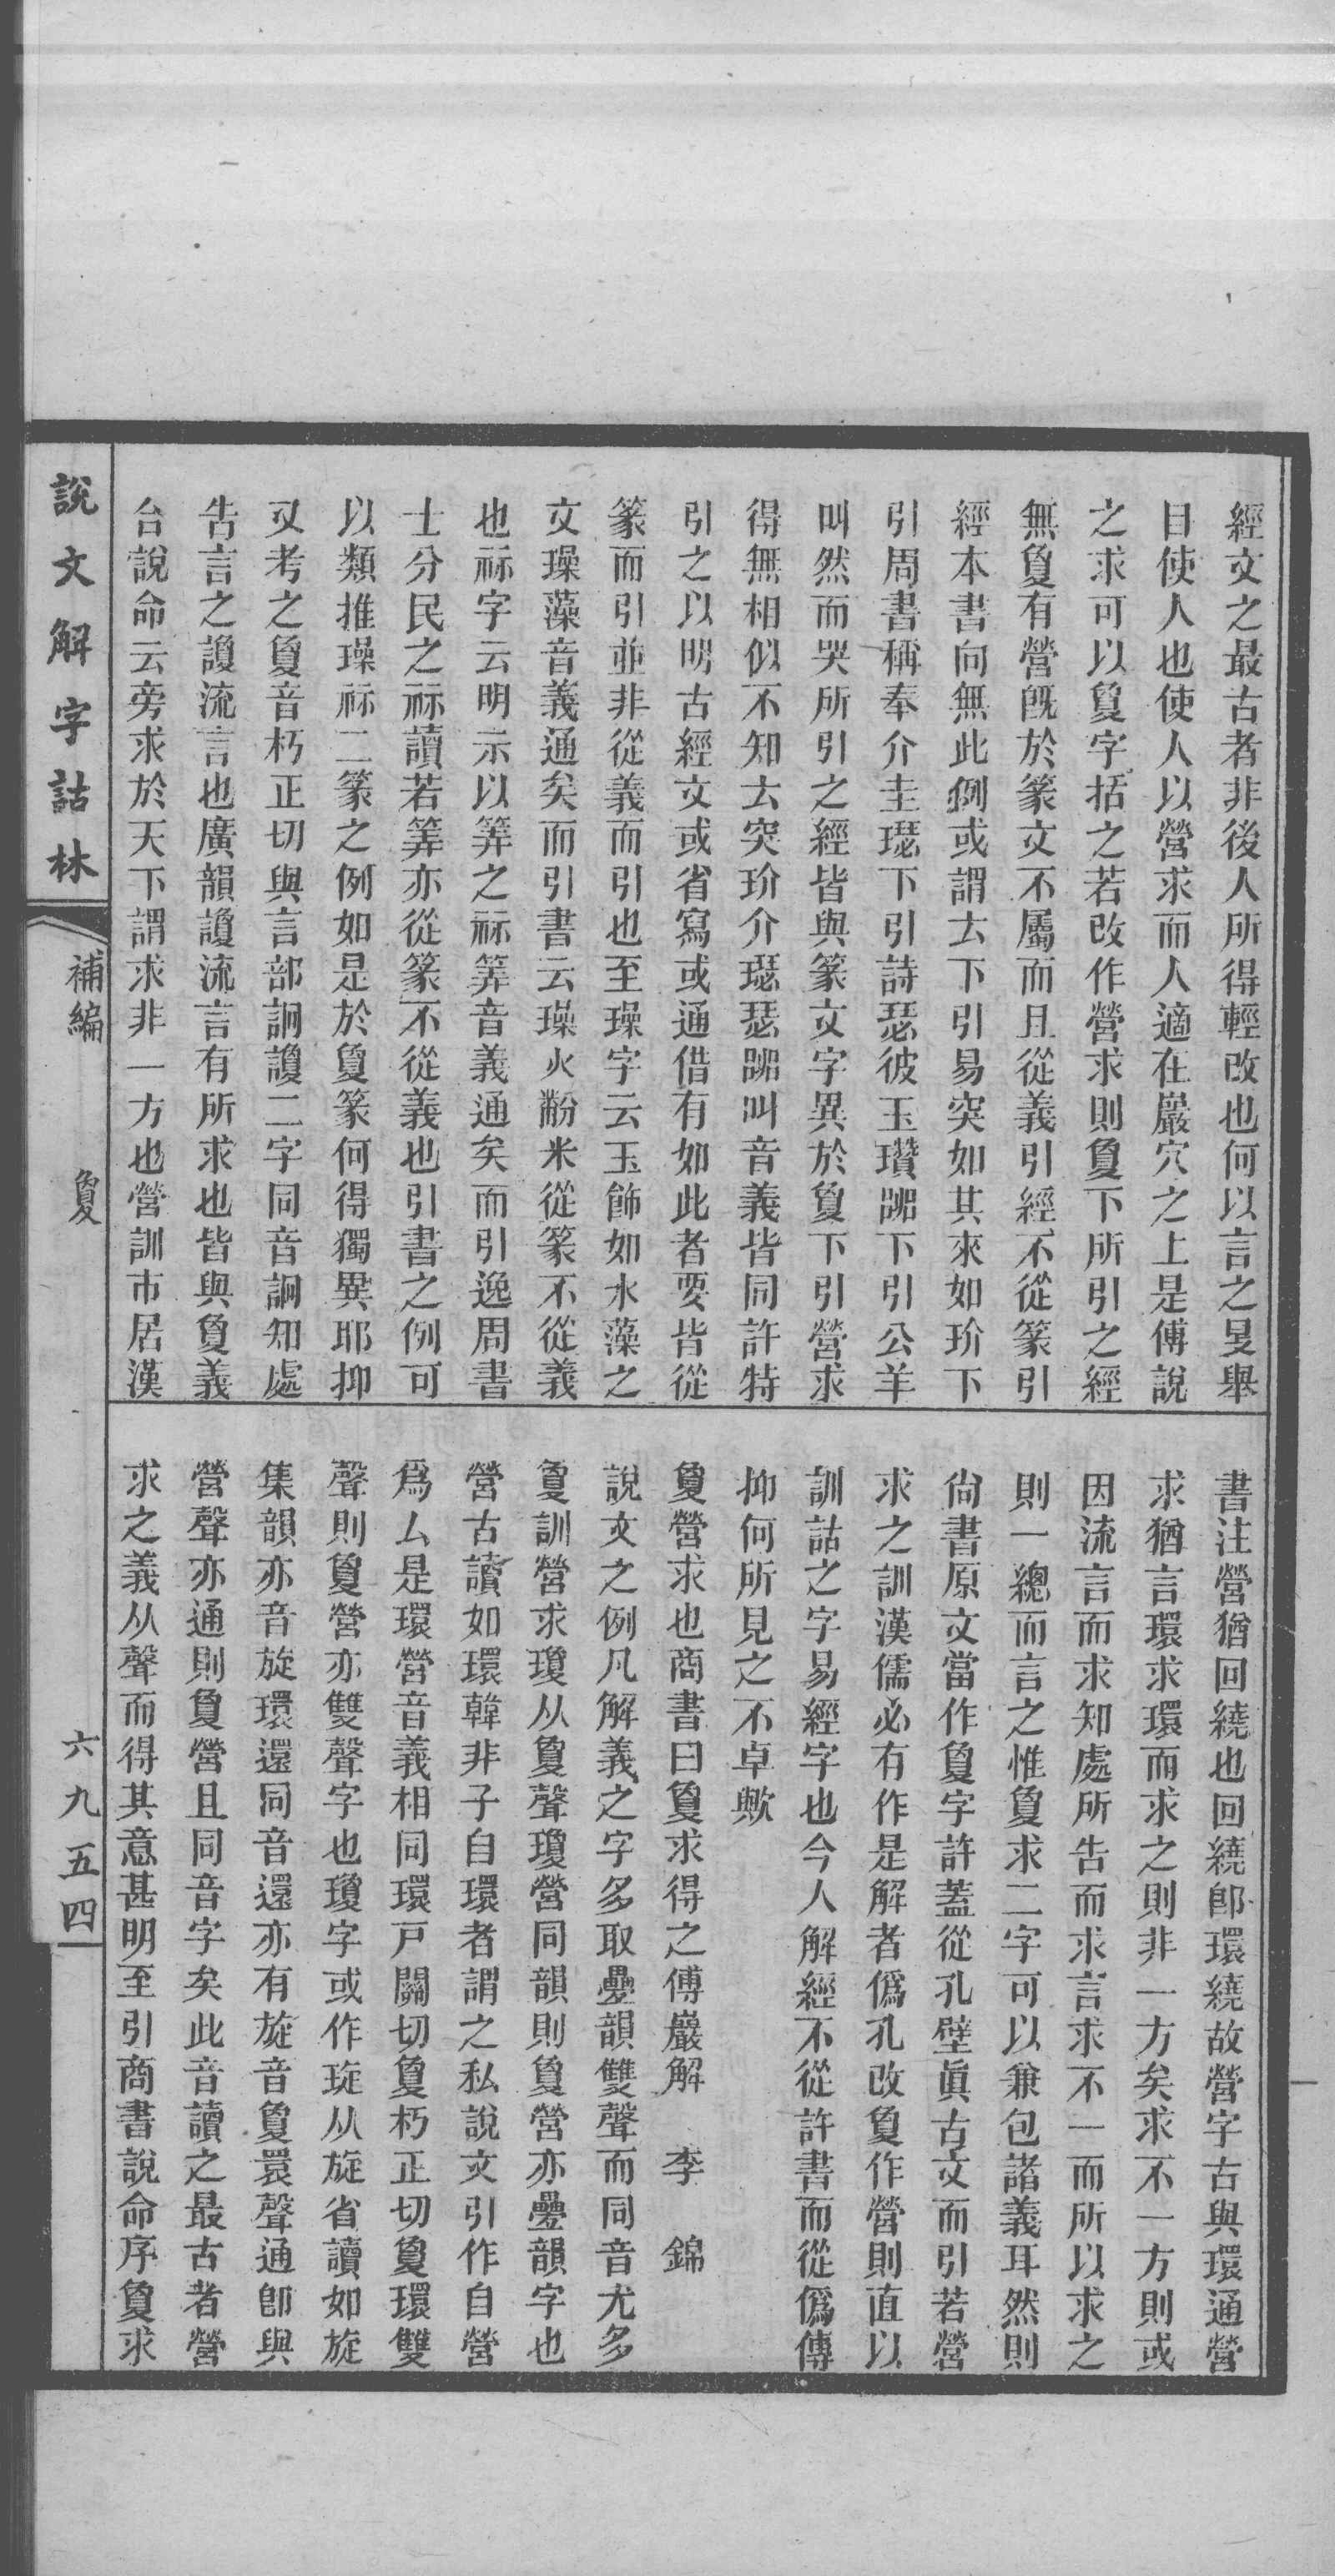 經文之最古者非後人所得輕改也何以言之𡕥舉
目使人也使人以營求而人適在巖穴之上是傅說
之求可以敻字括之若改作營求則敻下所引之經
無敻有營旣於篆文不屬而且從義引經不從篆引
經本書向無此例或謂𠫓下引易突如其來如玠下
引周書稱奉介圭璱下引詩瑟彼玉瓚𧮑下引公羊
叫然而哭所引之經皆與篆文字異於敻下引營求
得無相似不知𠫓突玠介璱瑟𧮑叫音義皆同許特
引之以明古經文或省寫或通借有如此者要皆從
篆而引並非從義而引也至璪字云玉飾如水藻之
文璪藻音義通矣而引書云璪火黺米從篆不從義
也祘字云明示以筭之祘筭音義通矣而引逸周書
士分民之祘讀若筭亦從篆不從義也引書之例可
以類推璪祘二篆之例如是於敻篆何得獨異耶抑
又考之敻音朽正切與言部詗讂二字同音詗知處
告言之讂流言也廣韻讂流言有所求也皆與敻義
合說命云旁求於天下謂求非一方也營訓市居漢
書注營猶回繞也回繞卽環繞故營字古與環通營
求猶言環求環而求之則非一方矣求不一方則或
因流言而求知處所告而求言求不一而所以求之
則一總而言之惟敻求二字可以兼包諸義耳然則
尙書原文當作敻字許蓋從孔壁眞古文而引若營
求之訓漢儒必有作是解者僞孔改敻作營則直以
訓詁之字易經字也今人解經不從許書而從僞傳
抑何所見之不卓歟
敻營求也商書曰敻求得之傅巖解　李　錦
說文之例凡解義之字多取疊韻雙聲而同音尤多
敻訓營求瓊从敻聲瓊營同韻則敻營亦疊韻字也
營古讀如環韓非子自環者謂之私說文引作自營
爲厶是環營音義相同環戸關切敻朽正切敻環雙
聲則敻營亦雙聲字也瓊字或作琁从旋省讀如旋
集韻亦音旋環還同音還亦有旋音敻睘聲通卽與
營聲亦通則敻營且同音字矣此音讀之最古者營
求之義从聲而得其意甚明至引商書說命序敻求
說文解字詁林
補編
敻
六九五四